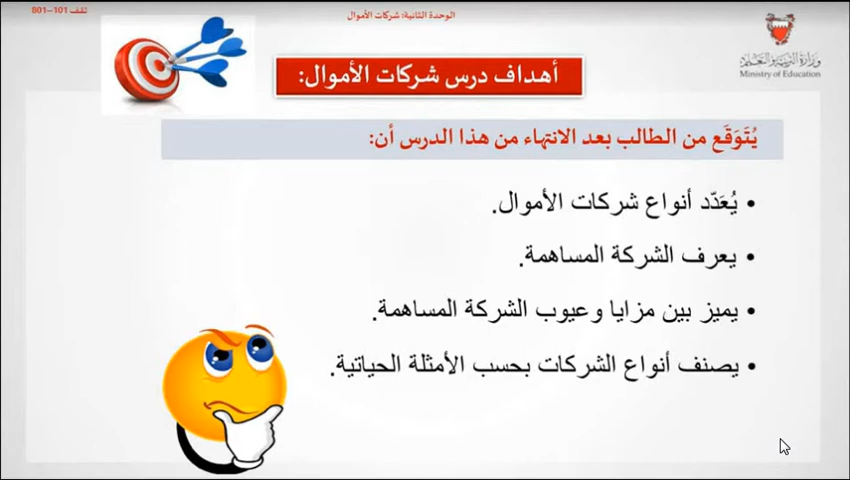 الوحدة الثانية: شركات الأموال
تقف 101-801
وزارة التربية والتعليم
Ministry of Education
أهداف درس شركات الأموال:
يُتَوَقَع من الطالب بعد الانتهاء من هذا الدرس أن:
• يُعَدّد أنواع شركات الأموال.
• يعرف الشركة المساهمة.
• يميز بين مزايا وعيوب الشركة المساهمة.
• يصنف أنواع الشركات بحسب الأمثلة الحياتية.